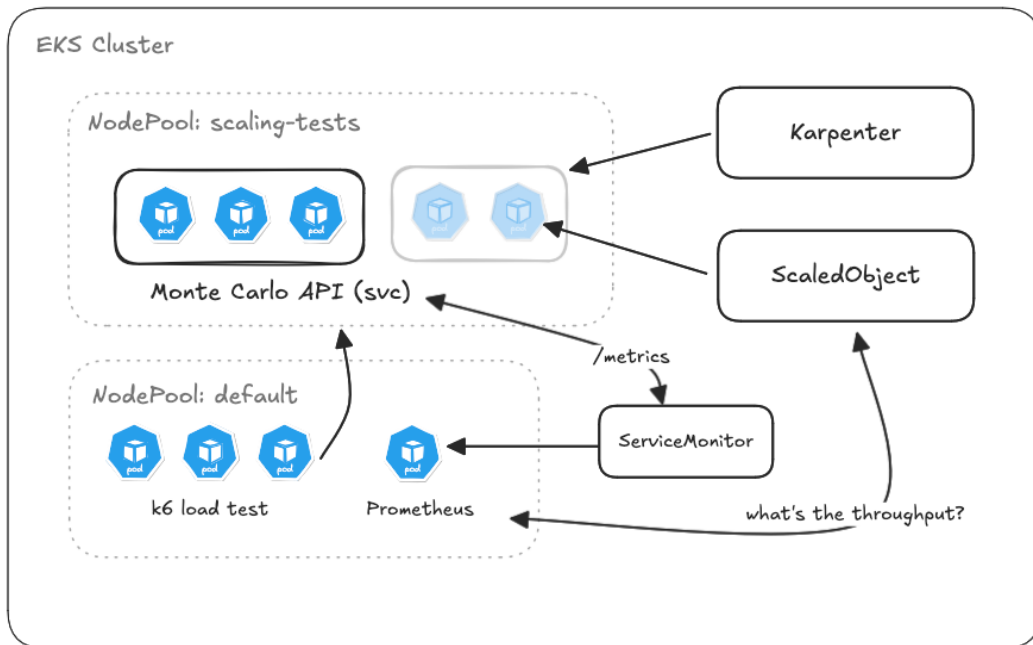 EKS Cluster
NodePool: scaling-tests
pod
pod
pod
pod
pod
Monte Carlo API (svc)
Karpenter
ScaledObject
/metrics
NodePool: default
pod
pod
pod
k6 load test
pod
Prometheus
ServiceMonitor
what's the throughput?